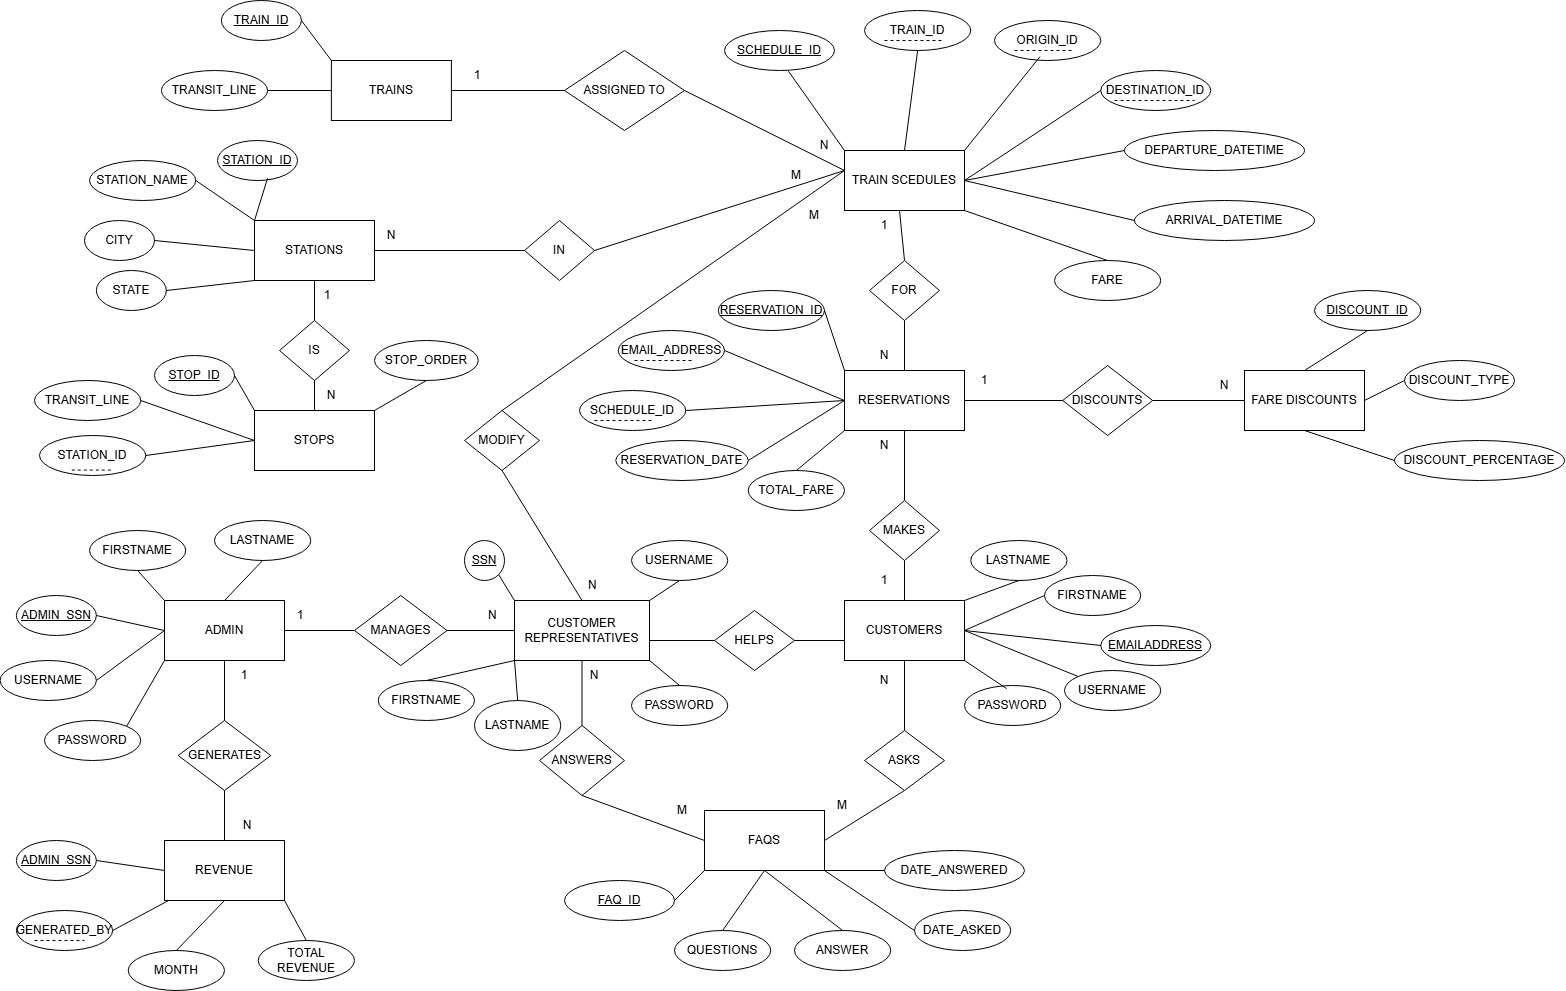 TRAIN_ID
TRAIN_ID
ORIGIN_ID
SCHEDULE_ID
1
TRANSIT_LINE
TRAINS
ASSIGNED TO
DESTINATION_ID
N
DEPARTURE_DATETIME
STATION_ID
STATION_NAME
M
TRAIN SCEDULES
M
ARRIVAL_DATETIME
1
CITY
N
STATIONS
IN
FARE
STATE
1
FOR
RESERVATION_ID
DISCOUNT_ID
IS
EMAIL_ADDRESS
N
STOP_ORDER
STOP_ID
1
N
DISCOUNT_TYPE
N
TRANSIT_LINE
RESERVATIONS
DISCOUNTS
FARE DISCOUNTS
SCHEDULE_ID
STOPS
MODIFY
N
STATION_ID
RESERVATION_DATE
DISCOUNT_PERCENTAGE
TOTAL_FARE
MAKES
LASTNAME
FIRSTNAME
SSN
USERNAME
LASTNAME
N
1
FIRSTNAME
ADMIN_SSN
1
N
ADMIN
MANAGES
CUSTOMER
REPRESENTATIVES
HELPS
CUSTOMERS
EMAILADDRESS
USERNAME
1
N
N
USERNAME
FIRSTNAME
PASSWORD
PASSWORD
LASTNAME
PASSWORD
GENERATES
ANSWERS
ASKS
M
M
N
FAQS
ADMIN_SSN
REVENUE
DATE_ANSWERED
FAQ_ID
GENERATED_BY
DATE_ASKED
QUESTIONS
ANSWER
MONTH
TOTAL
REVENUE